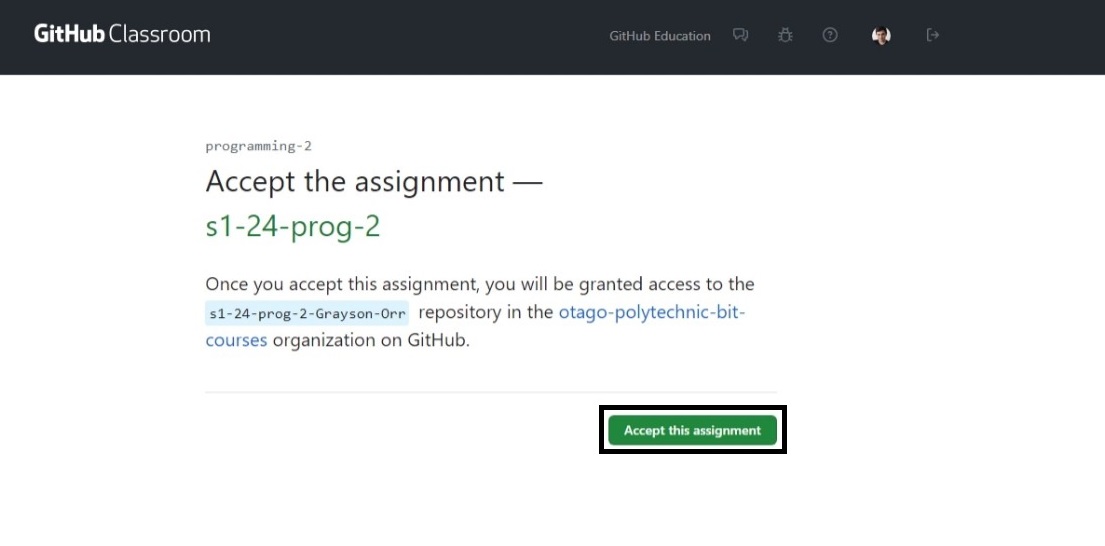 GitHub Classroom
GitHub Education
programming-2
Accept the assignment —
s1-24-prog-2
Once you accept this assignment, you will be granted access to the
s1-24-prog-2-Grayson-Orr repository in the otago-polytechnic-bit-
courses organization on GitHub.
Accept this assignment